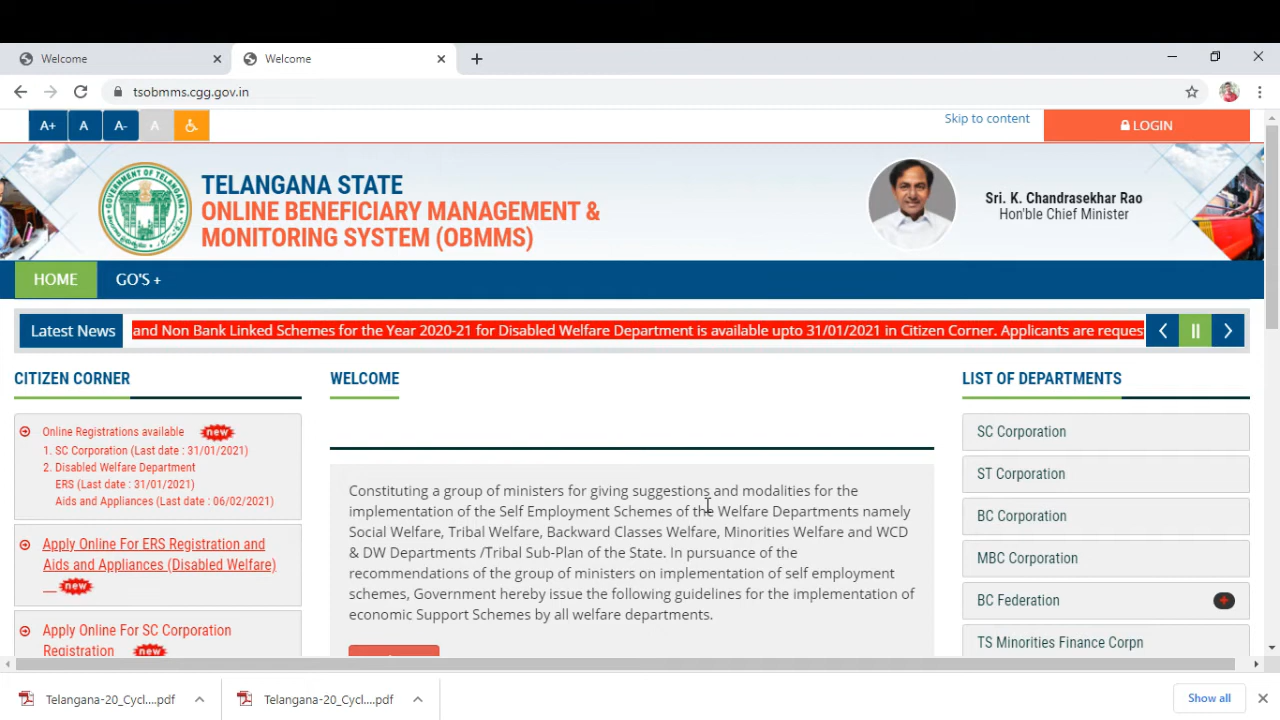 Welcome
Welcome
tsobmms.cgg.gov.in
A+ A A- A
Skip to content
LOGIN
TELANGANA STATE
ONLINE BENEFICIARY MANAGEMENT &
MONITORING SYSTEM (OBMMS)
Sri. K. Chandrasekhar Rao
Hon'ble Chief Minister
HOME GO'S +
Latest News
and Non Bank Linked Schemes for the Year 2020-21 for Disabled Welfare Department is available upto 31/01/2021 in Citizen Corner. Applicants are reques
CITIZEN CORNER
Online Registrations available new
1. SC Corporation (Last date : 31/01/2021)
2. Disabled Welfare Department
ERS (Last date : 31/01/2021)
Aids and Appliances (Last date : 06/02/2021)
Apply Online For ERS Registration and
Aids and Appliances (Disabled Welfare)
new
Apply Online For SC Corporation
Registration new
WELCOME
Constituting a group of ministers for giving suggestions and modalities for the
implementation of the Self Employment Schemes of the Welfare Departments namely
Social Welfare, Tribal Welfare, Backward Classes Welfare, Minorities Welfare and WCD
& DW Departments /Tribal Sub-Plan of the State. In pursuance of the
recommendations of the group of ministers on implementation of self employment
schemes, Government hereby issue the following guidelines for the implementation of
economic Support Schemes by all welfare departments.
LIST OF DEPARTMENTS
SC Corporation
ST Corporation
BC Corporation
MBC Corporation
BC Federation
TS Minorities Finance Corpn
Telangana-20_Cycl....pdf
Telangana-20_Cycl....pdf
Show all